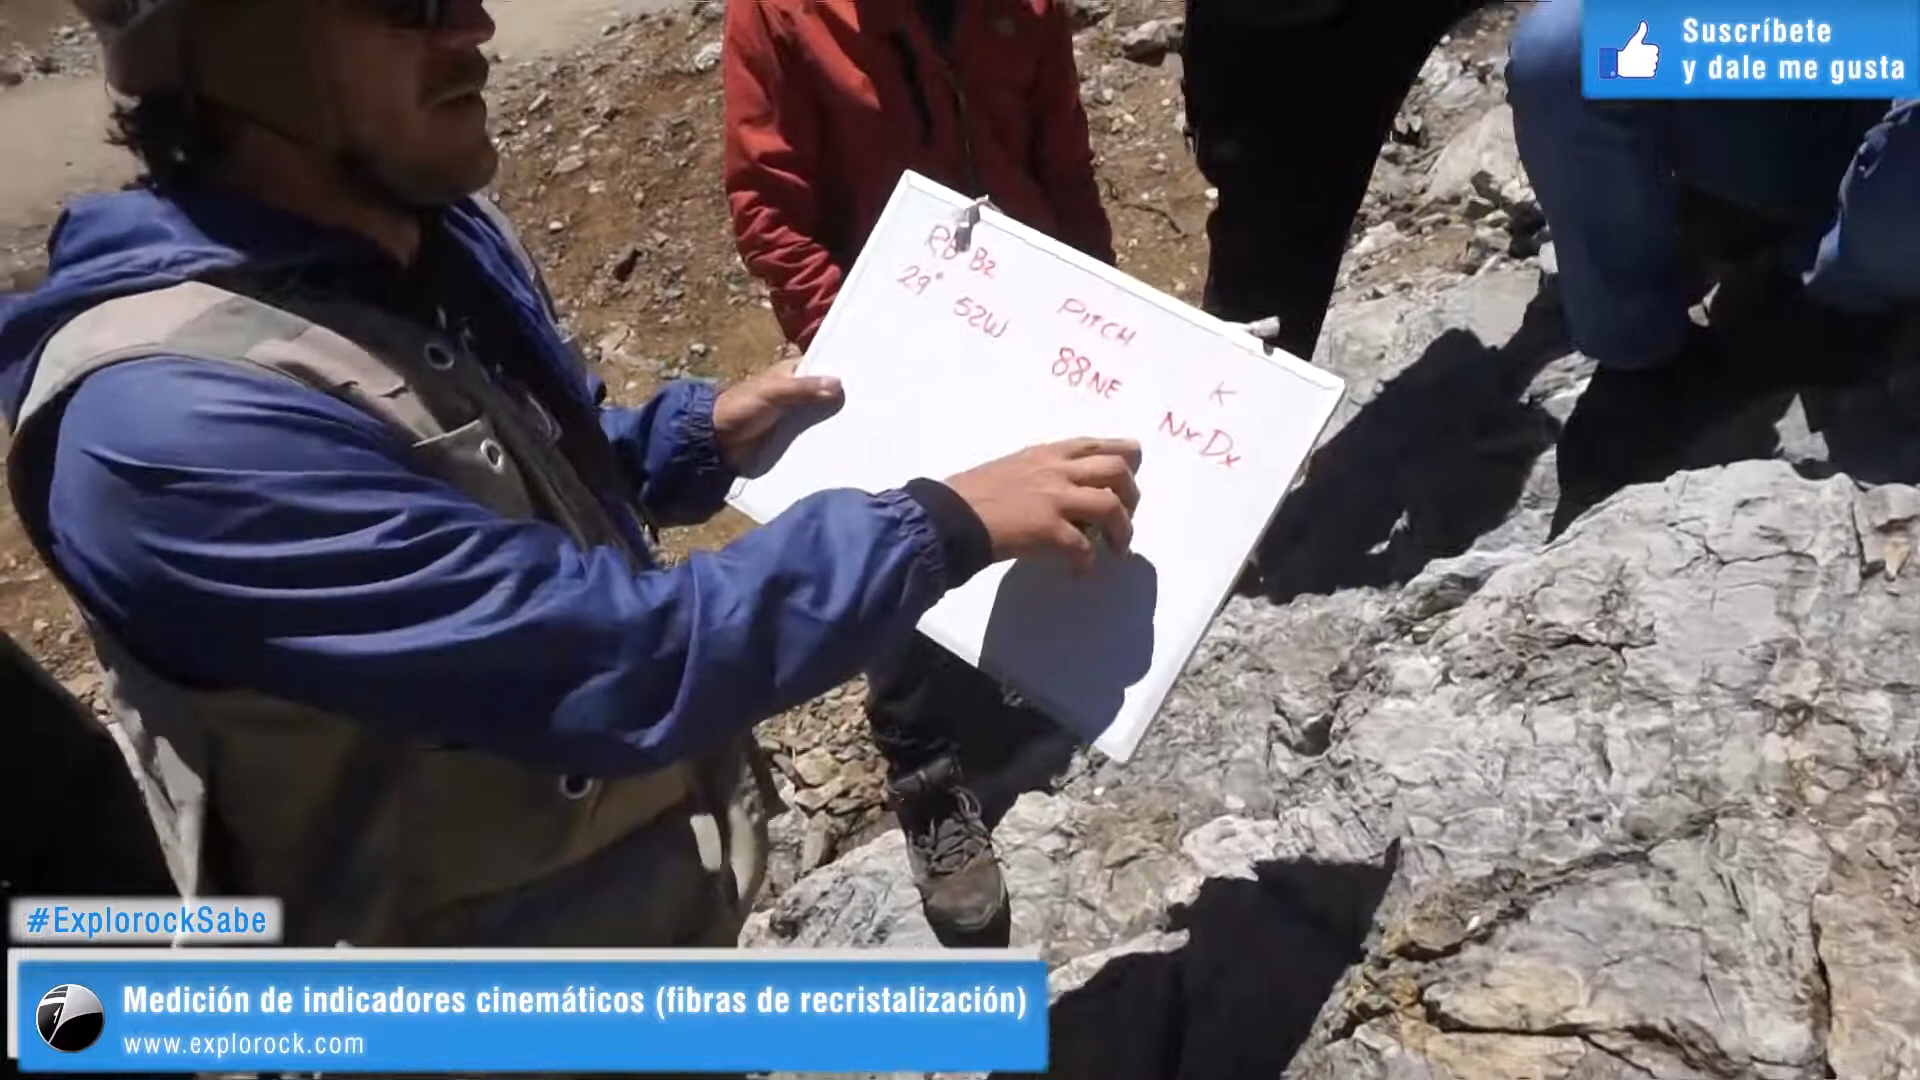 Suscríbete
y dale me gusta
RB Bz
29° 52W
PITCH
88NE
K
NxDx
#ExplorockSabe
Medición de indicadores cinemáticos (fibras de recristalización)
www.explorock.com